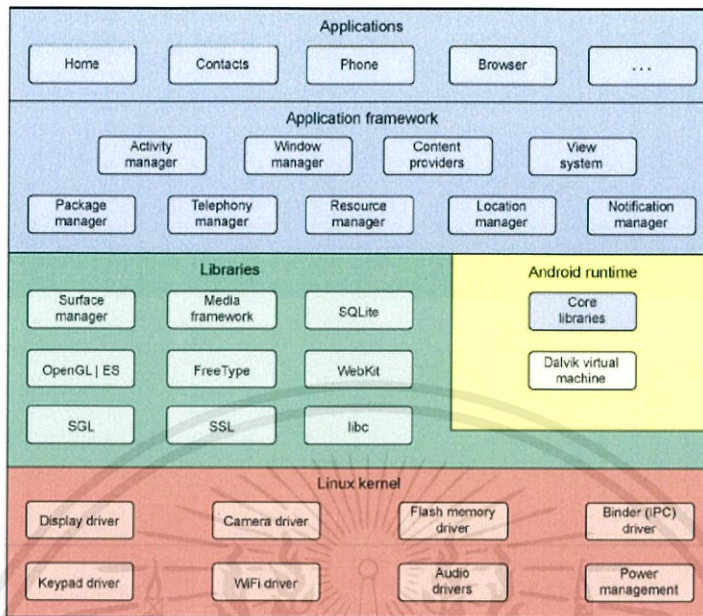 Applications
Home
Contacts
Phone
Browser
...
Application framework
Activity
manager
Window
manager
Content
providers
View
system
Package
manager
Telephony
manager
Resource
manager
Location
manager
Notification
manager
Libraries
Surface
manager
Media
framework
SQLite
OpenGL | ES
FreeType
WebKit
SGL
SSL
libc
Android runtime
Core
libraries
Dalvik virtual
machine
Linux kernel
Display driver
Camera driver
Flash memory
driver
Binder (IPC)
driver
Keypad driver
WiFi driver
Audio
drivers
Power
management